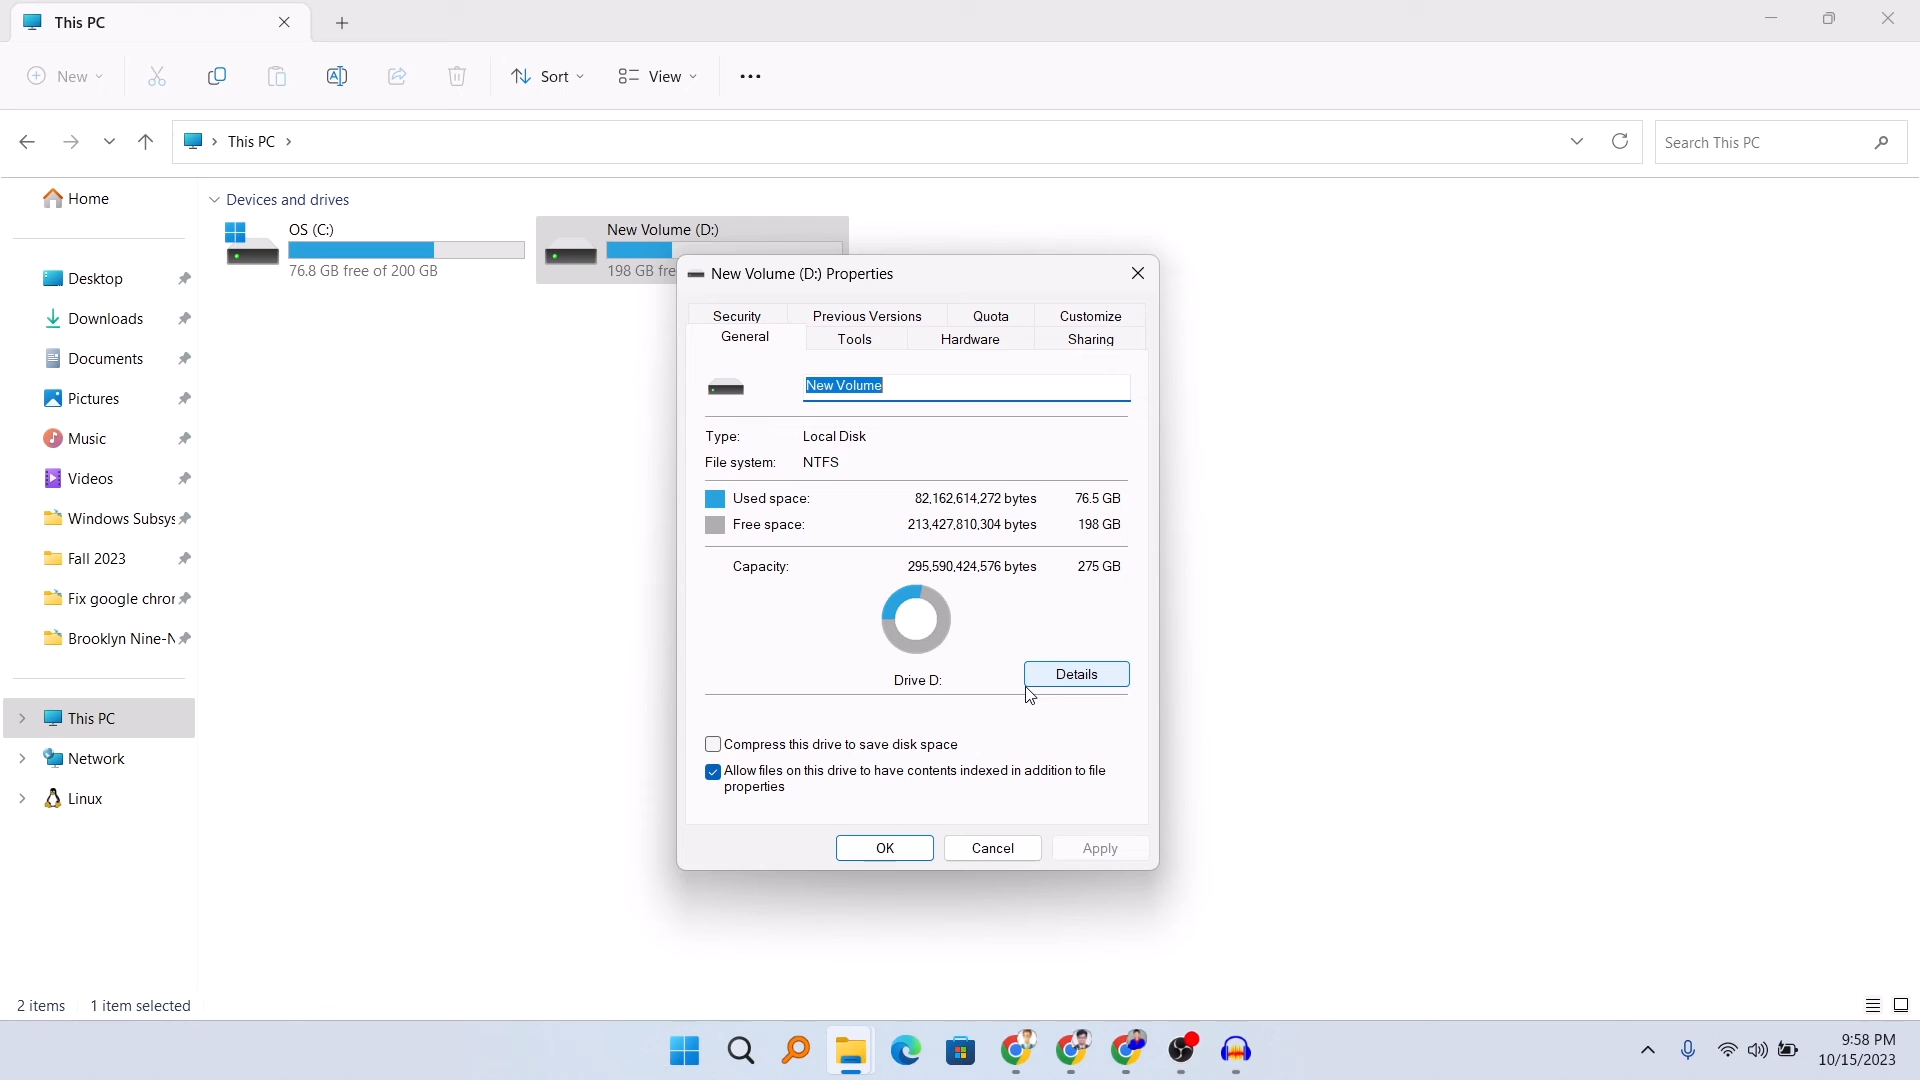 This PC
New
Sort
View
This PC
Search This PC
Home
Desktop
Downloads
Documents
Pictures
Music
Videos
Windows Subsys
Fall 2023
Fix google chror
Brooklyn Nine-N
This PC
Network
Linux
Devices and drives
OS (C:)
76.8 GB free of 200 GB
New Volume (D:)
198 GB fre
New Volume (D:) Properties
Security Previous Versions Quota Customize
General Tools Hardware Sharing
New Volume
Type: Local Disk
File system: NTFS
Used space: 82,162,614,272 bytes 76.5 GB
Free space: 213,427,810,304 bytes 198 GB
Capacity: 295,590,424,576 bytes 275 GB
Drive D:
Details
Compress this drive to save disk space
Allow files on this drive to have contents indexed in addition to file
properties
OK Cancel Apply
2 items 1 item selected
9:58 PM
10/15/2023